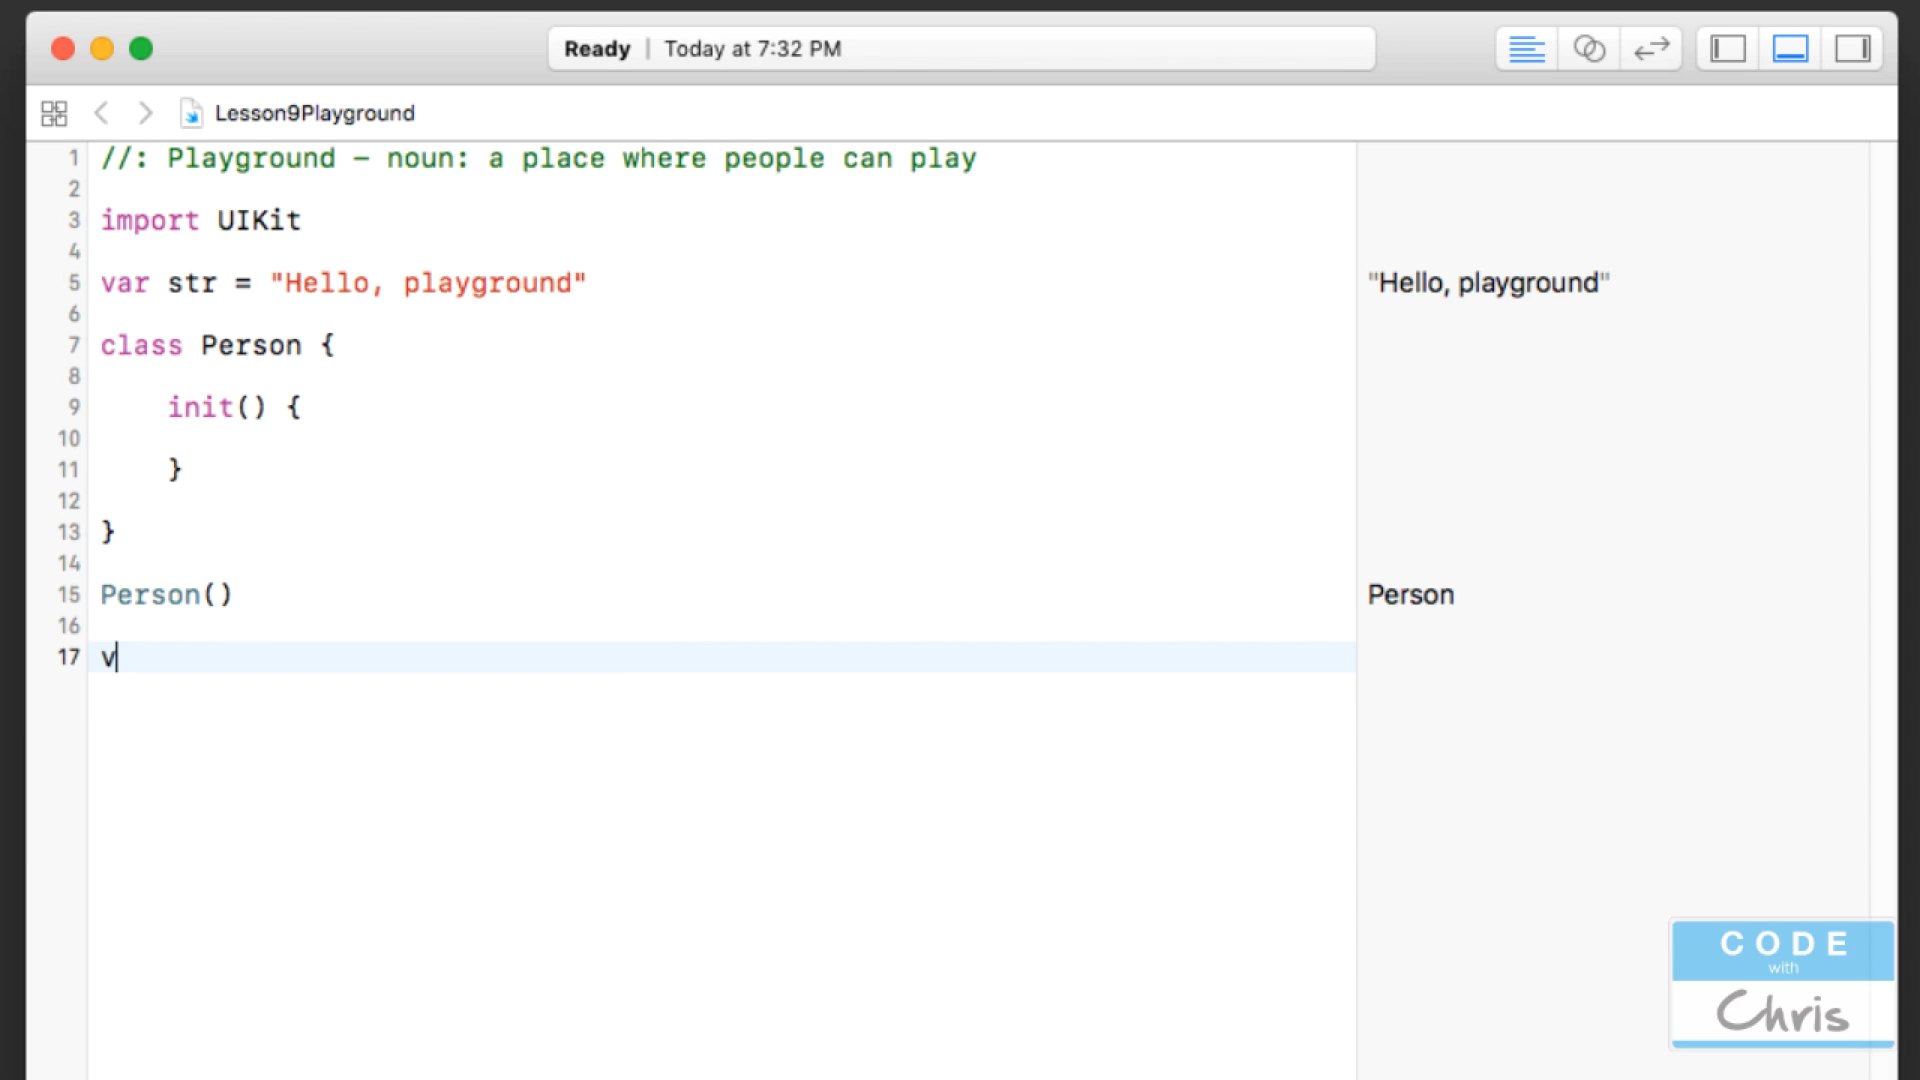 Ready | Today at 7:32 PM
Lesson9Playground
1 //: Playground – noun: a place where people can play
2
3 import UIKit
4
5 var str = "Hello, playground" "Hello, playground"
6
7 class Person {
8
9 init() {
10
11 }
12
13 }
14
15 Person() Person
16
17 v
CODE
with
Chris